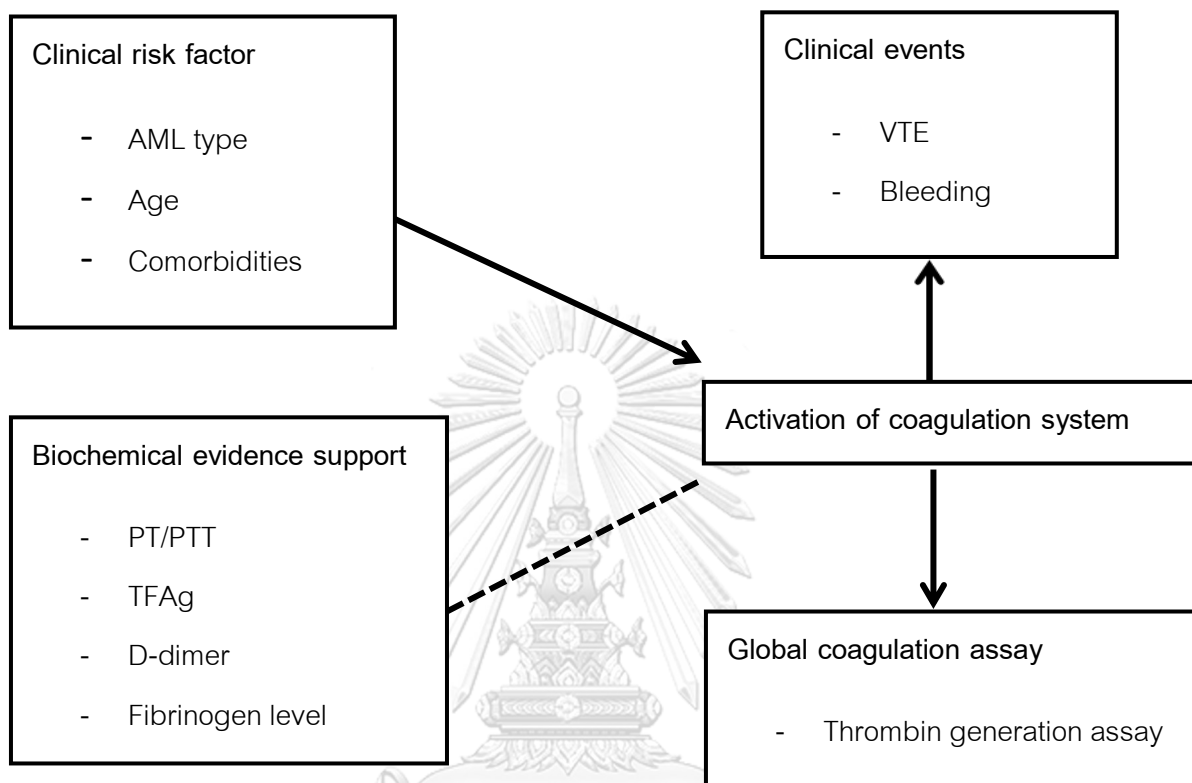 Clinical risk factor
- AML type
- Age
- Comorbidities
Clinical events
- VTE
- Bleeding
Activation of coagulation system
Biochemical evidence support
- PT/PTT
- TFAg
- D-dimer
- Fibrinogen level
Global coagulation assay
- Thrombin generation assay